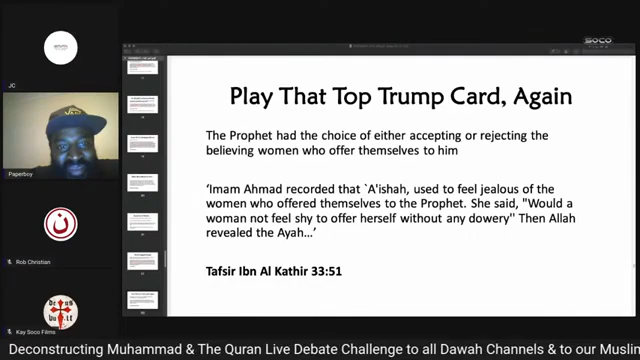 SOCO
JC
Paperboy
Rob Christian
Kay Soco Films
Play That Top Trump Card, Again
The Prophet had the choice of either accepting or rejecting the
believing women who offer themselves to him
‘Imam Ahmad recorded that `A'ishah, used to feel jealous of the
women who offered themselves to the Prophet. She said, "Would a
woman not feel shy to offer herself without any dowery" Then Allah
revealed the Ayah…’
Tafsir Ibn Al Kathir 33:51
ن
Deus
Vult
Deconstructing Muhammad & The Quran Live Debate Challenge to all Dawah Channels & to our Muslim